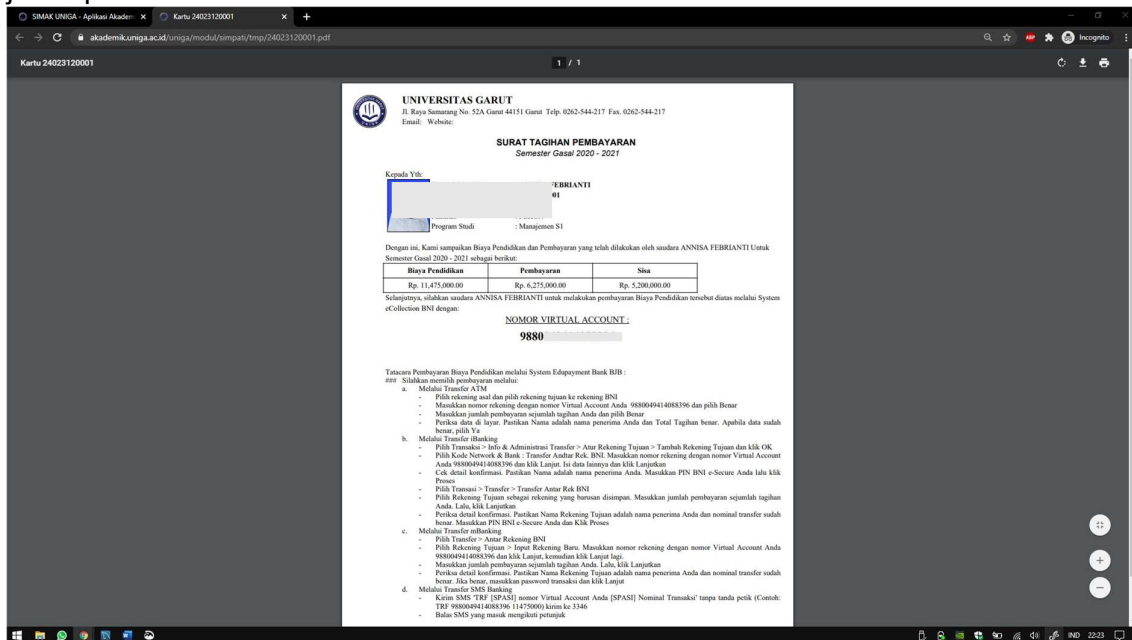 SIMAK UNIGA - Aplikasi Akadem
Kartu 24023120001
akademik.uniga.ac.id/uniga/modul/simpati/tmp/24023120001.pdf
Incognito
Kartu 24023120001
1 / 1
UNIVERSITAS GARUT
Jl. Raya Samarang No. 52A Garut 44151 Garut Telp. 0262-544-217 Fax. 0262-544-217
Email: Website:
SURAT TAGIHAN PEMBAYARAN
Semester Gasal 2020 - 2021
Kepada Yth:
FEBRIANTI
01
Program Studi : Manajemen S1
Dengan ini, Kami sampaikan Biaya Pendidikan dan Pembayaran yang telah dilakukan oleh saudara ANNISA FEBRIANTI Untuk
Semester Gasal 2020 - 2021 sebagai berikut:
Biaya Pendidikan Pembayaran Sisa
Rp. 11,475,000.00 Rp. 6,275,000.00 Rp. 5,200,000.00
Selanjutnya, silahkan saudara ANNISA FEBRIANTI untuk melakukan pembayaran Biaya Pendidikan tersebut diatas melalui System
eCollection BNI dengan:
NOMOR VIRTUAL ACCOUNT :
9880
Tatacara Pembayaran Biaya Pendidikan melalui System Edupayment Bank BJB :
### Silahkan memilih pembayaran melalui:
a. Melalui Transfer ATM
- Pilih rekening asal dan pilih rekening tujuan ke rekening BNI
- Masukkan nomor rekening dengan nomor Virtual Account Anda 9880049414088396 dan pilih Benar
- Masukkan jumlah pembayaran sejumlah tagihan Anda dan pilih Benar
- Periksa data di layar. Pastikan Nama adalah nama penerima Anda dan Total Tagihan benar. Apabila data sudah
benar, pilih Ya
b. Melalui Transfer iBanking
- Pilih Transaksi > Info & Administrasi Transfer > Atur Rekening Tujuan > Tambah Rekening Tujuan dan klik OK
- Pilih Kode Network & Bank : Transfer Andtar Rek. BNI. Masukkan nomor rekening dengan nomor Virtual Account
Anda 9880049414088396 dan klik Lanjut. Isi data lainnya dan klik Lanjutkan
- Cek detail konfirmasi. Pastikan Nama adalah nama penerima Anda. Masukkan PIN BNI e-Secure Anda lalu klik
Proses
- Pilih Transasi > Transfer > Transfer Antar Rek BNI
- Pilih Rekening Tujuan sebagai rekening yang barusan disimpan. Masukkan jumlah pembayaran sejumlah tagihan
Anda. Lalu, klik Lanjutkan
- Periksa detail konfirmasi. Pastikan Nama Rekening Tujuan adalah nama penerima Anda dan nominal transfer sudah
benar. Masukkan PIN BNI e-Secure Anda dan Klik Proses
c. Melalui Transfer mBanking
- Pilih Transfer > Antar Rekening BNI
- Pilih Rekening Tujuan > Input Rekening Baru. Masukkan nomor rekening dengan nomor Virtual Account Anda
9880049414088396 dan klik Lanjut, kemudian klik Lanjut lagi.
- Masukkan jumlah pembayaran sejumlah tagihan Anda. Lalu, klik Lanjutkan
- Periksa detail konfirmasi. Pastikan Nama Rekening Tujuan adalah nama penerima Anda dan nominal transfer sudah
benar. Jika benar, masukkan password transaksi dan klik Lanjut
d. Melalui Transfer SMS Banking
- Kirim SMS 'TRF [SPASI] nomor Virtual Account Anda [SPASI] Nominal Transaksi' tanpa tanda petik (Contoh:
TRF 9880049414088396 11475000) kirim ke 3346
- Balas SMS yang masuk mengikuti petunjuk
IND 22:23